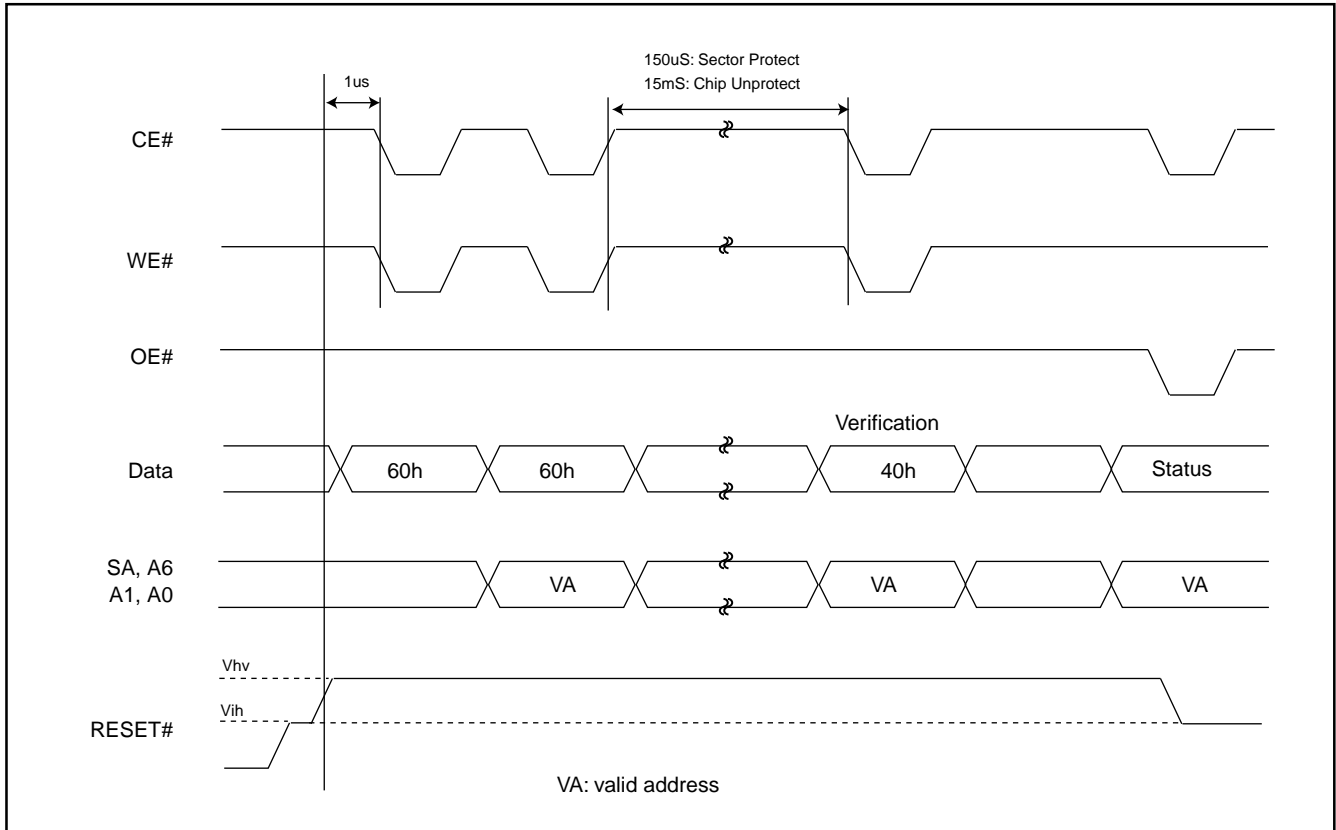 150uS: Sector Protect
15mS: Chip Unprotect
1us
CE#
WE#
OE#
Verification
Data 60h 60h 40h Status
SA, A6
A1, A0
VA VA VA
Vhv
Vih
RESET#
VA: valid address